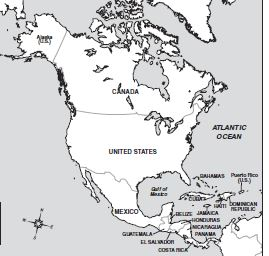 Alaska
(U.S.)
CANADA
ATLANTIC
OCEAN
UNITED STATES
Gulf of
Mexico
BAHAMAS
Puerto Rico
(U.S.)
CUBA
HAITI
DOMINICAN
REPUBLIC
MEXICO
BELIZE
JAMAICA
HONDURAS
NICARAGUA
PANAMA
GUATEMALA
EL SALVADOR
COSTA RICA
N
E
S
W